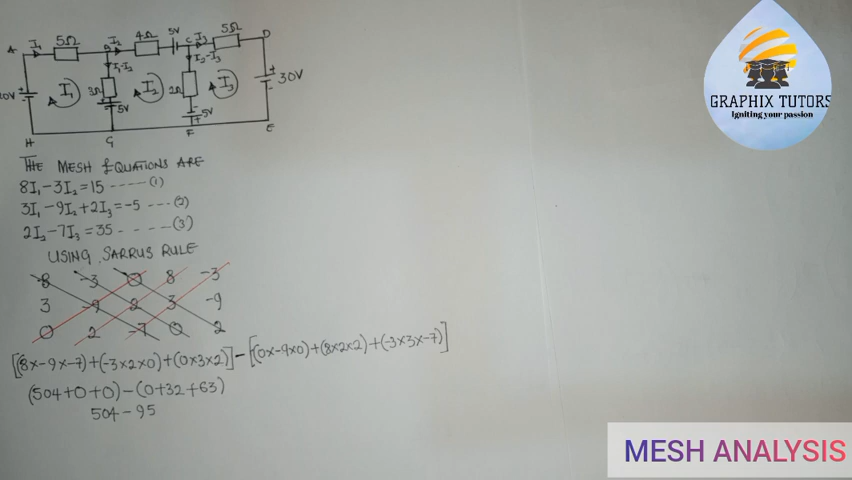 A I₁ 5Ω B I₂ 4Ω 5V C I₃ 5Ω D
I₁-I₂ I₂-I₃
I₁ 3Ω I₂ 2Ω I₃ 30V
5V 5V
H G F E
THE MESH EQUATIONS ARE
8I₁-3I₂=15 ----- (1)
3I₁-9I₂+2I₃=-5 --- (2)
2I₂-7I₃=35 - - - - - (3)
USING SARRUS RULE
8 -3 0 8 -3
3 -9 2 3 -9
0 2 -7 0 2
[(8x-9x-7)+(-3x2x0)+(0x3x2)]-[(0x-9x0)+(8x2x2)+(-3x3x-7)]
(504+0+0)-(0+32+63)
504-95
GRAPHIX TUTORS
Igniting your passion
MESH ANALYSIS